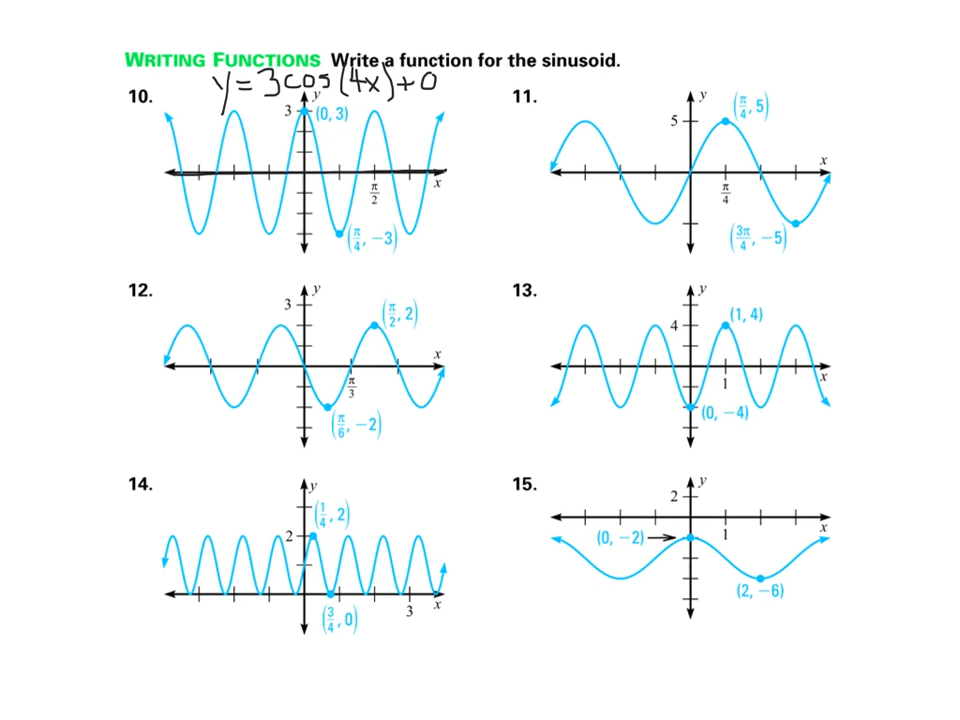 WRITING FUNCTIONS Write a function for the sinusoid.
y = 3cos(4x)+0
10.
y
3
(0, 3)
π/2
x
(π/4, −3)
11.
y
5
(π/4, 5)
x
π/4
(3π/4, −5)
12.
y
3
(π/2, 2)
x
π/3
(π/6, −2)
13.
y
4
(1, 4)
1
x
(0, −4)
14.
y
(1/4, 2)
2
3
x
(3/4, 0)
15.
y
2
(0, −2)
1
x
(2, −6)